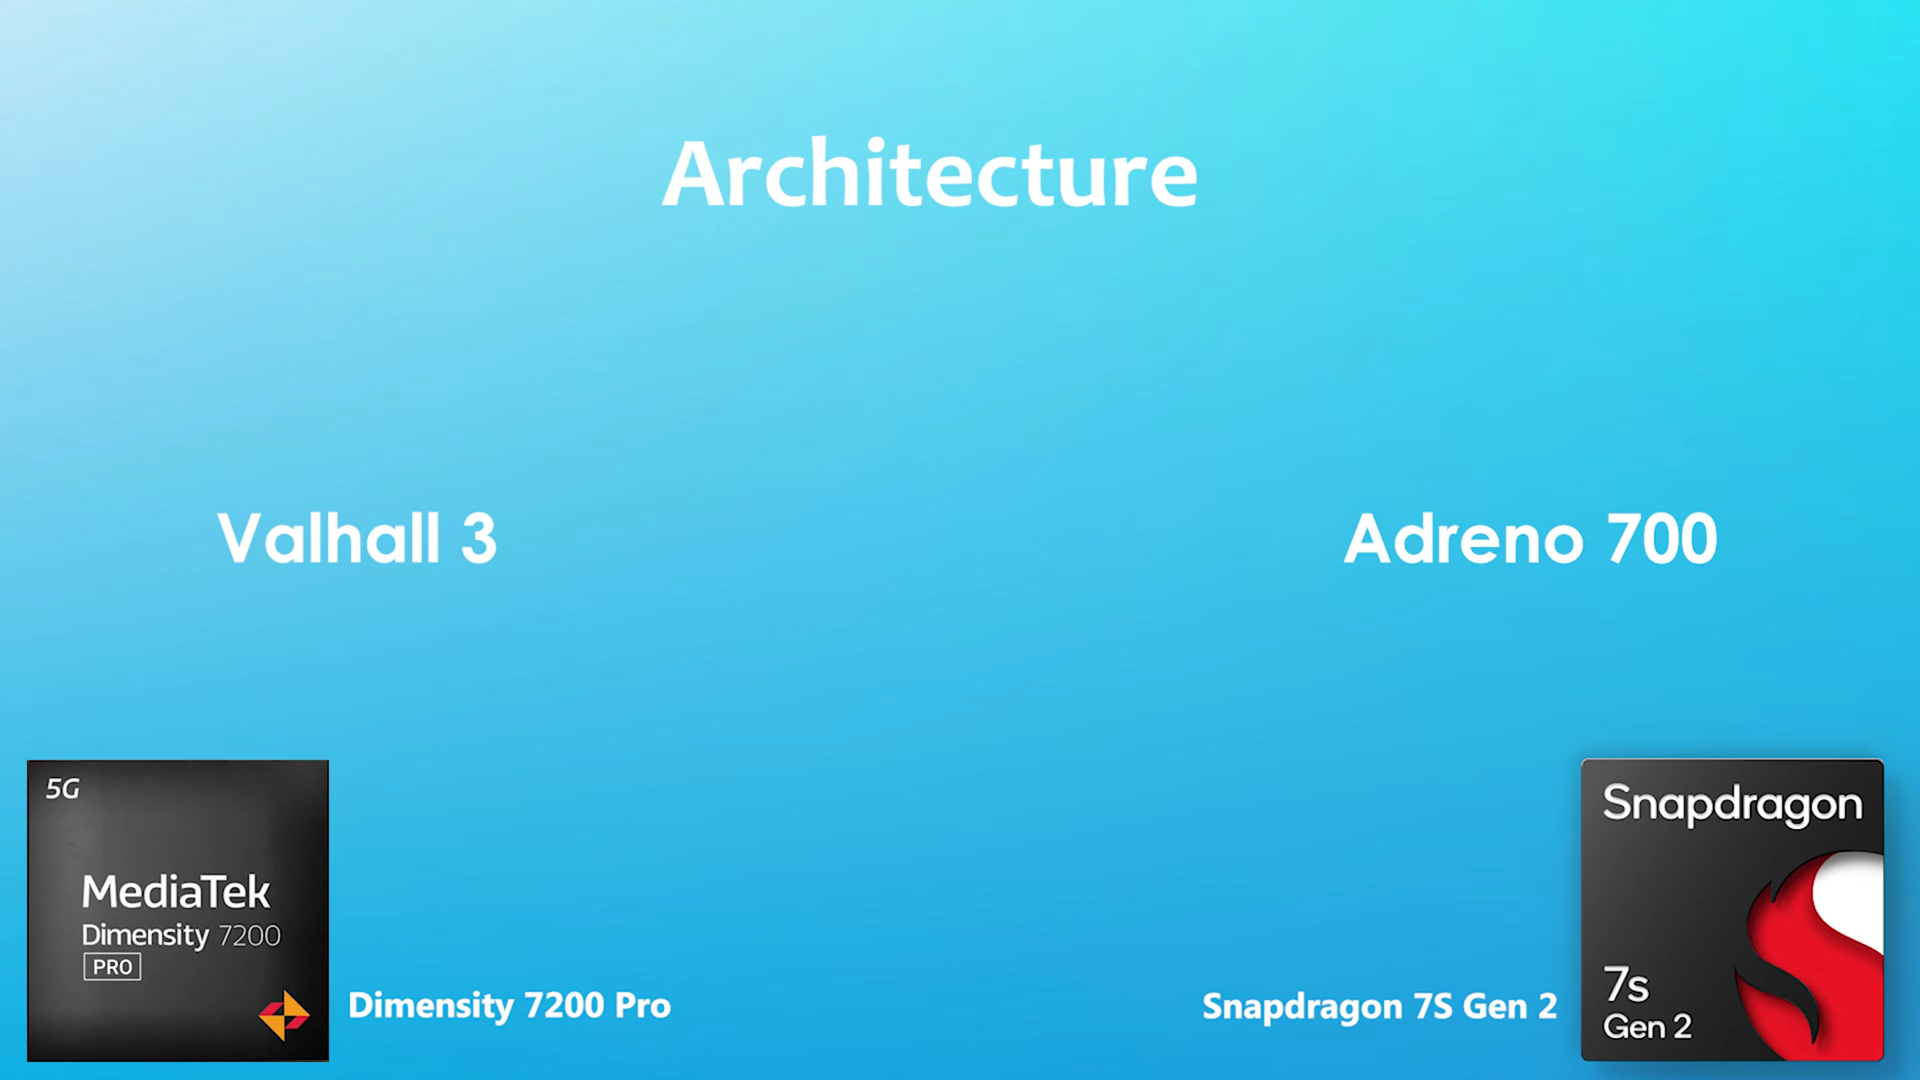 Architecture
Valhall 3
Adreno 700
5G
MediaTek
Dimensity 7200
PRO
Dimensity 7200 Pro
Snapdragon 7S Gen 2
Snapdragon
7s
Gen 2